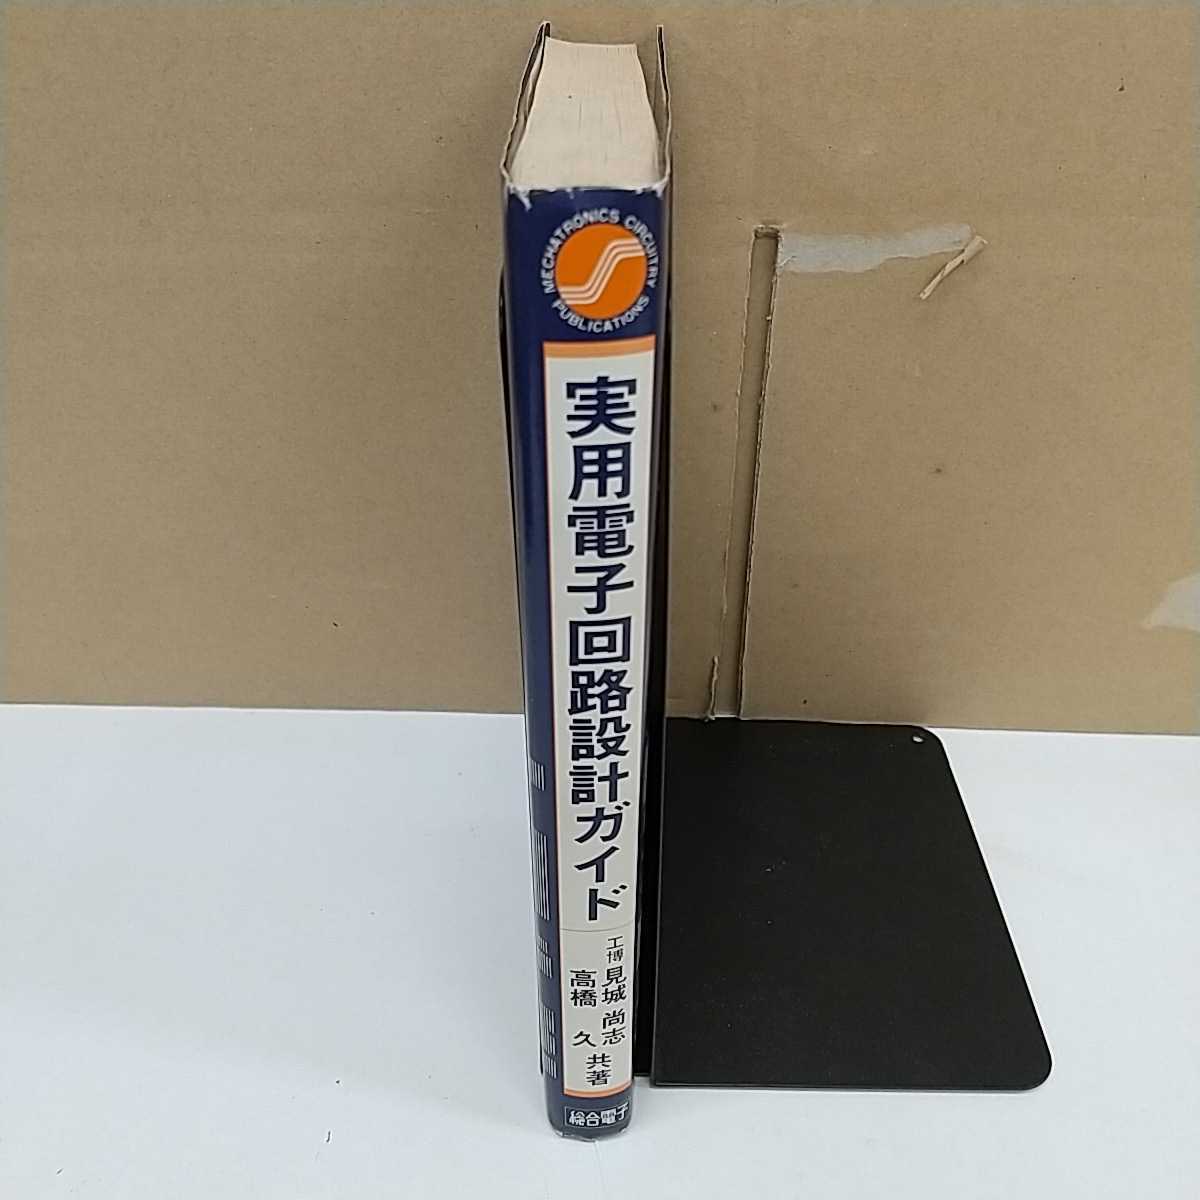 MECHATRONICS CIRCUITRY
PUBLICATIONS
実用電子回路設計ガイド
工博 見城 尚志
高橋 久
共著
総合電子